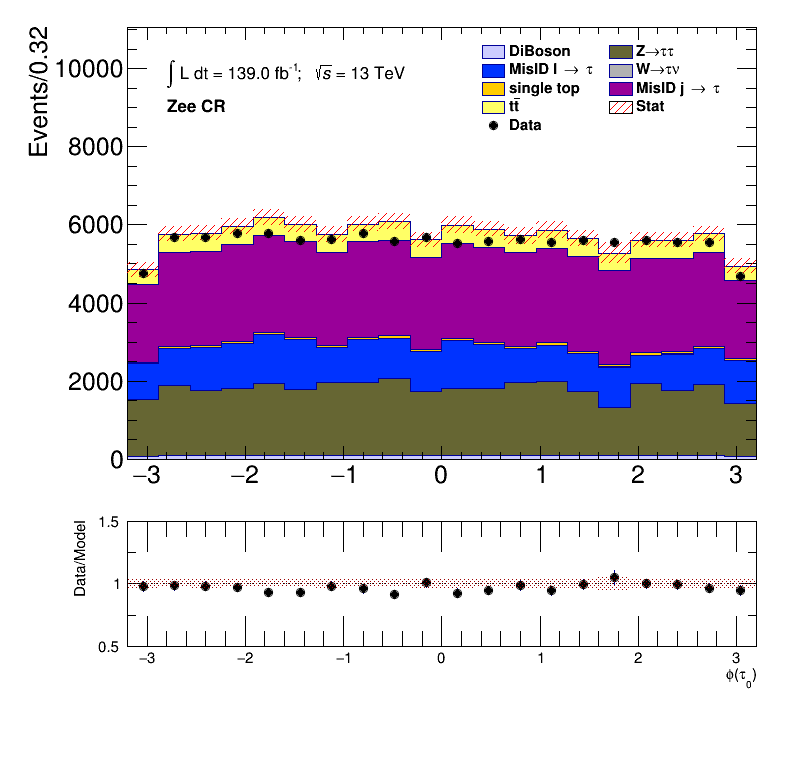 Events/0.32
10000
8000
6000
4000
2000
0
∫ L dt = 139.0 fb⁻¹; √s = 13 TeV
Zee CR
DiBoson
MisID l → τ
single top
tt̄
Data
Z→ττ
W→τν
MisID j → τ
Stat
−3 −2 −1 0 1 2 3
Data/Model
1.5
1
0.5
−3 −2 −1 0 1 2 3
ϕ(τ₀)